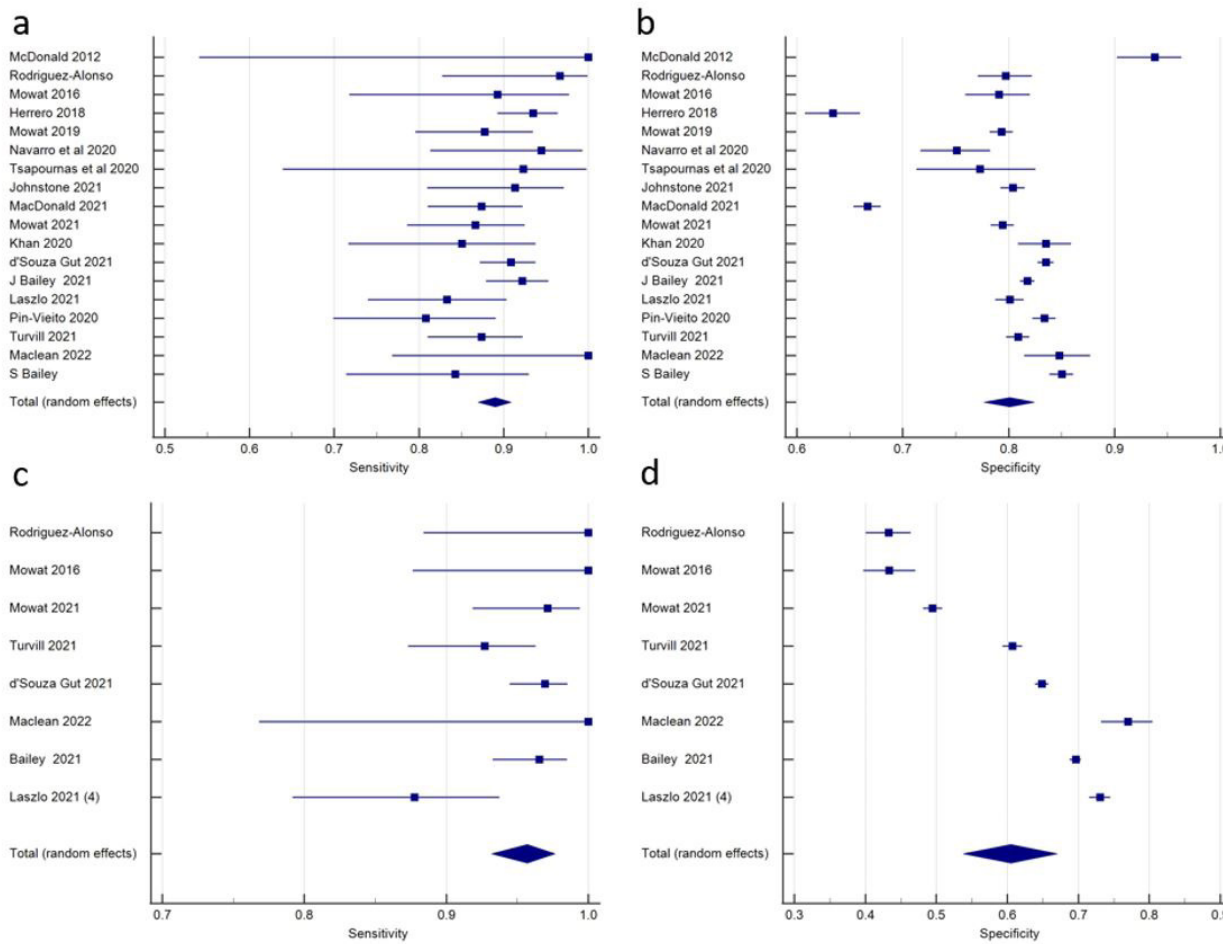 a
McDonald 2012
Rodriguez-Alonso
Mowat 2016
Herrero 2018
Mowat 2019
Navarro et al 2020
Tsapournas et al 2020
Johnstone 2021
MacDonald 2021
Mowat 2021
Khan 2020
d'Souza Gut 2021
J Bailey  2021
Laszlo 2021
Pin-Vieito 2020
Turvill 2021
Maclean 2022
S Bailey
Total (random effects)
0.5 0.6 0.7 0.8 0.9 1.0
Sensitivity
b
McDonald 2012
Rodriguez-Alonso
Mowat 2016
Herrero 2018
Mowat 2019
Navarro et al 2020
Tsapournas et al 2020
Johnstone 2021
MacDonald 2021
Mowat 2021
Khan 2020
d'Souza Gut 2021
J Bailey  2021
Laszlo 2021
Pin-Vieito 2020
Turvill 2021
Maclean 2022
S Bailey
Total (random effects)
0.6 0.7 0.8 0.9 1.0
Specificity
c
Rodriguez-Alonso
Mowat 2016
Mowat 2021
Turvill 2021
d'Souza Gut 2021
Maclean 2022
Bailey  2021
Laszlo 2021 (4)
Total (random effects)
0.7 0.8 0.9 1.0
Sensitivity
d
Rodriguez-Alonso
Mowat 2016
Mowat 2021
Turvill 2021
d'Souza Gut 2021
Maclean 2022
Bailey  2021
Laszlo 2021 (4)
Total (random effects)
0.3 0.4 0.5 0.6 0.7 0.8 0.9
Specificity